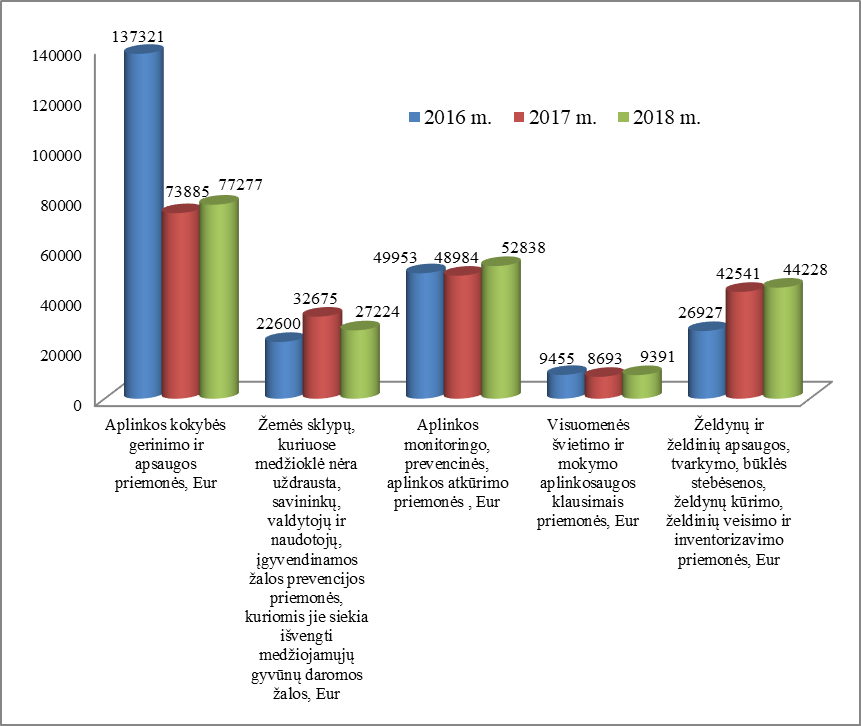 137321
140000
120000
100000
80000
60000
40000
20000
0
2016 m. 2017 m. 2018 m.
73885
77277
22600
32675
27224
49953
48984
52838
9455
8693
9391
26927
42541
44228
Aplinkos kokybės
gerinimo ir
apsaugos
priemonės, Eur
Žemės sklypų,
kuriuose
medžioklė nėra
uždrausta,
savininkų,
valdytojų ir
naudotojų,
įgyvendinamos
žalos prevencijos
priemonės,
kuriomis jie siekia
išvengti
medžiojamųjų
gyvūnų daromos
žalos, Eur
Aplinkos
monitoringo,
prevencinės,
aplinkos atkūrimo
priemonės , Eur
Visuomenės
švietimo ir
mokymo
aplinkosaugos
klausimais
priemonės, Eur
Želdynų ir
želdinių apsaugos,
tvarkymo, būklės
stebėsenos,
želdynų kūrimo,
želdinių veisimo ir
inventorizavimo
priemonės, Eur